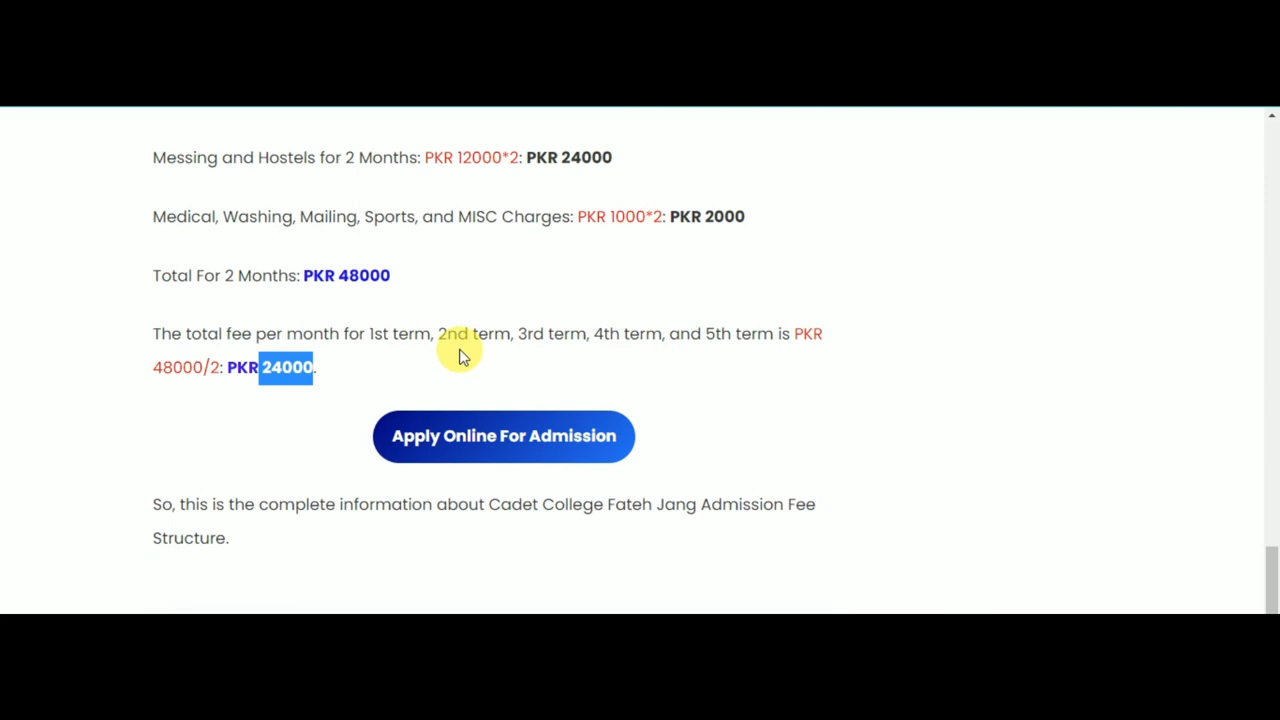 Messing and Hostels for 2 Months: PKR 12000*2: PKR 24000
Medical, Washing, Mailing, Sports, and MISC Charges: PKR 1000*2: PKR 2000
Total For 2 Months: PKR 48000
The total fee per month for 1st term, 2nd term, 3rd term, 4th term, and 5th term is PKR
48000/2: PKR 24000.
Apply Online For Admission
So, this is the complete information about Cadet College Fateh Jang Admission Fee
Structure.